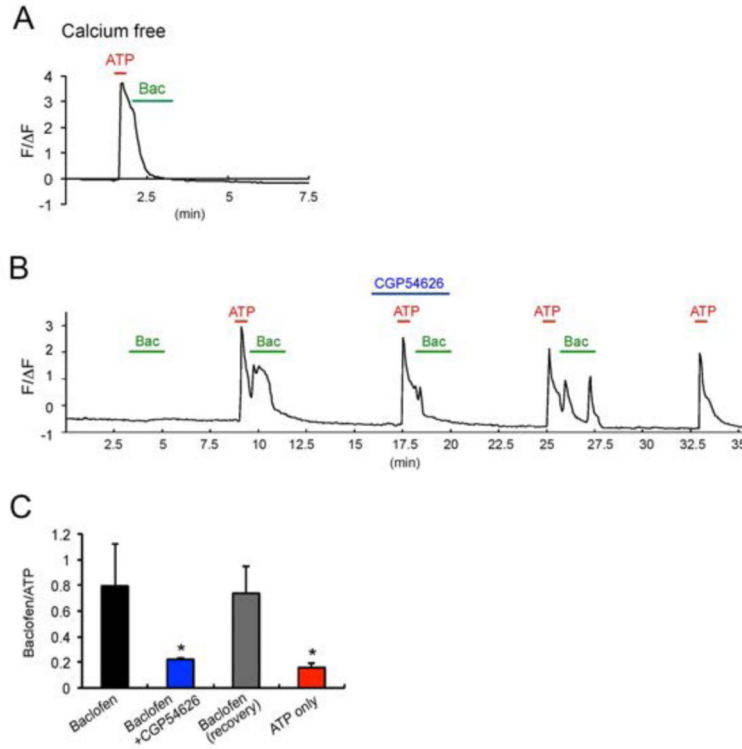 A
Calcium free
ATP
Bac
F/ΔF
4
3
2
1
0
-1
2.5
5
7.5
(min)
B
CGP54626
ATP
ATP
ATP
ATP
Bac
Bac
Bac
Bac
F/ΔF
3
2
1
0
-1
2.5
5
7.5
10
12.5
15
17.5
20
22.5
25
27.5
30
32.5
35
(min)
C
Baclofen/ATP
1.2
1
0.8
0.6
0.4
0.2
0
*
*
Baclofen
Baclofen
+CGP54626
Baclofen
(recovery)
ATP only